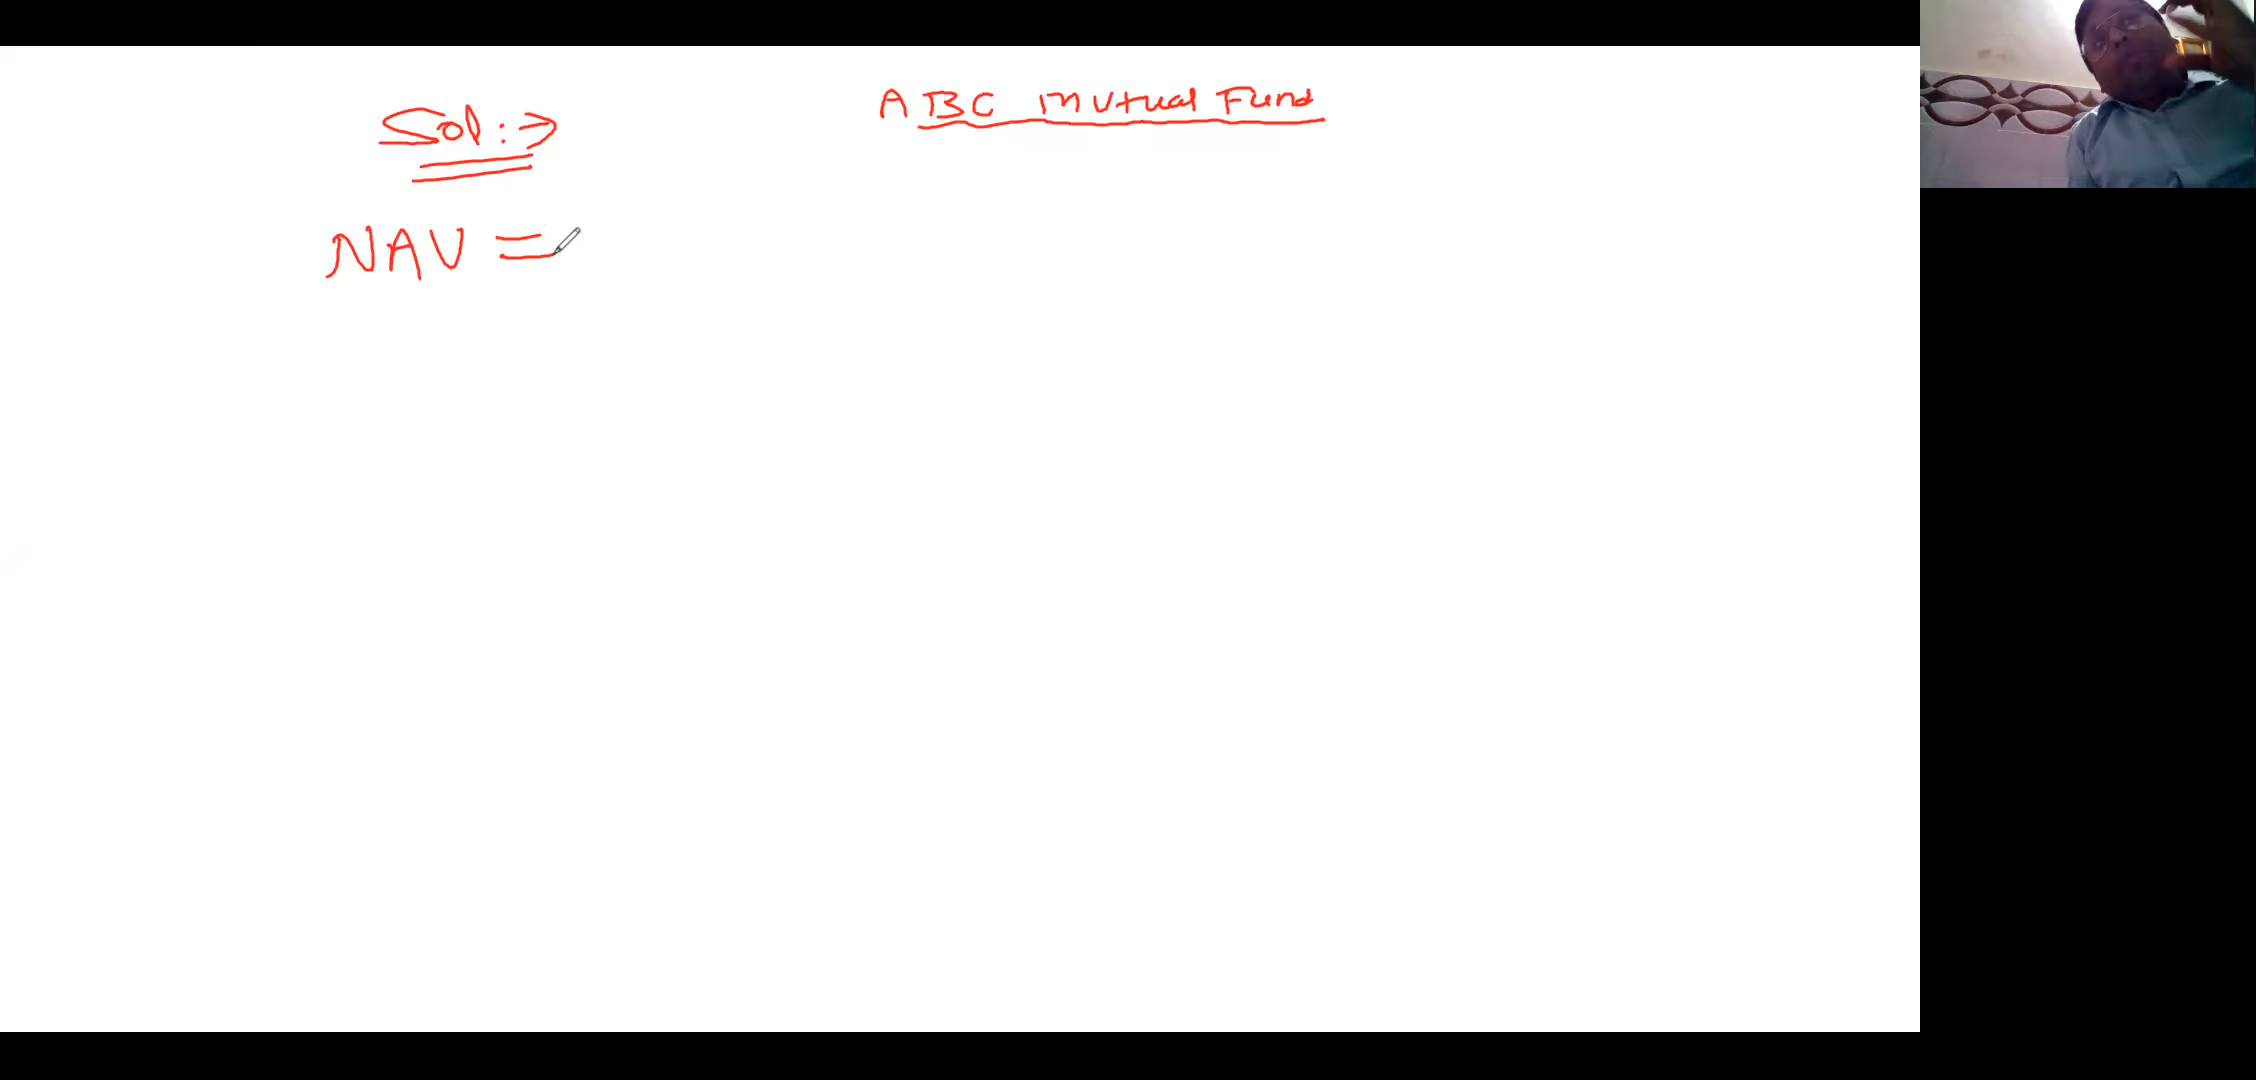 ABC Mutual Fund
Sol:→
NAV =